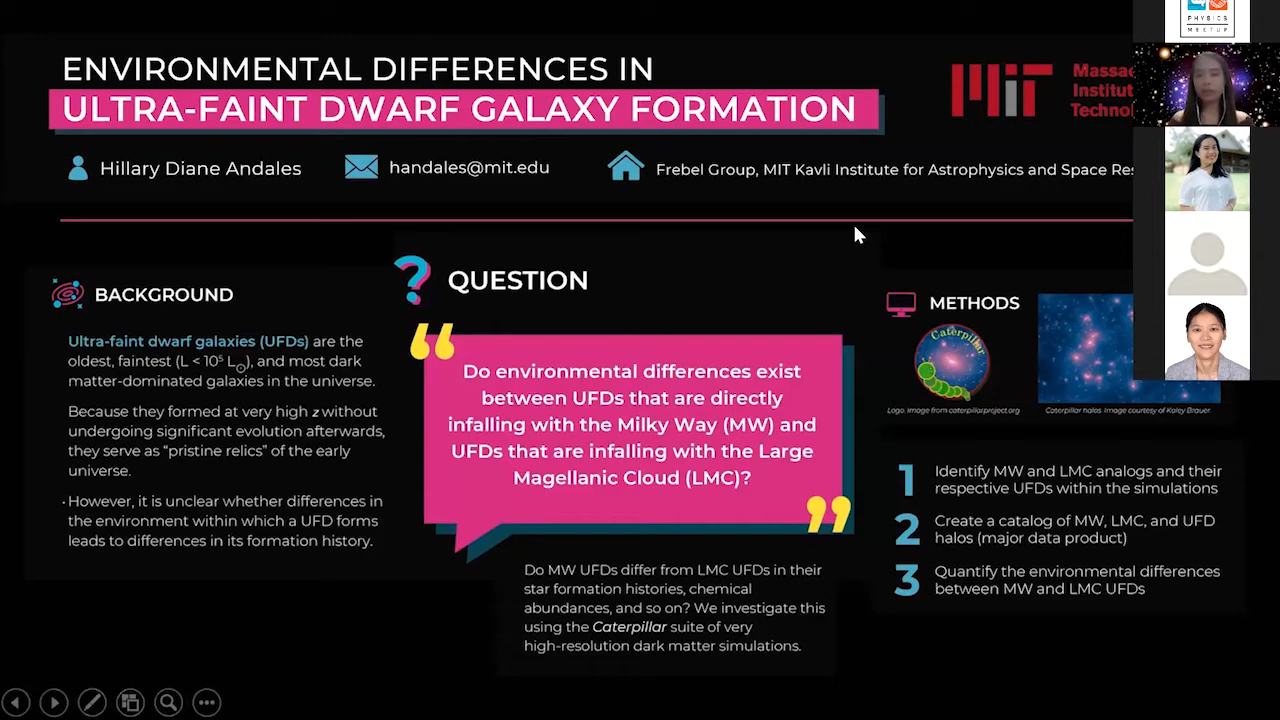 PHYSICS
MEETUP
ENVIRONMENTAL DIFFERENCES IN
ULTRA-FAINT DWARF GALAXY FORMATION
MIT
Massac
Institut
Technolo
Hillary Diane Andales
handales@mit.edu
Frebel Group, MIT Kavli Institute for Astrophysics and Space Res
BACKGROUND
Ultra-faint dwarf galaxies (UFDs) are the
oldest, faintest (L < 10⁵ L☉), and most dark
matter-dominated galaxies in the universe.
Because they formed at very high z without
undergoing significant evolution afterwards,
they serve as “pristine relics” of the early
universe.
· However, it is unclear whether differences in
the environment within which a UFD forms
leads to differences in its formation history.
? QUESTION
“
Do environmental differences exist
between UFDs that are directly
infalling with the Milky Way (MW) and
UFDs that are infalling with the Large
Magellanic Cloud (LMC)?
”
Do MW UFDs differ from LMC UFDs in their
star formation histories, chemical
abundances, and so on? We investigate this
using the Caterpillar suite of very
high-resolution dark matter simulations.
METHODS
Caterpillar
Logo. Image from caterpillarproject.org
Caterpillar halos. Image courtesy of Kaley Brauer.
1 Identify MW and LMC analogs and their
respective UFDs within the simulations
2 Create a catalog of MW, LMC, and UFD
halos (major data product)
3 Quantify the environmental differences
between MW and LMC UFDs